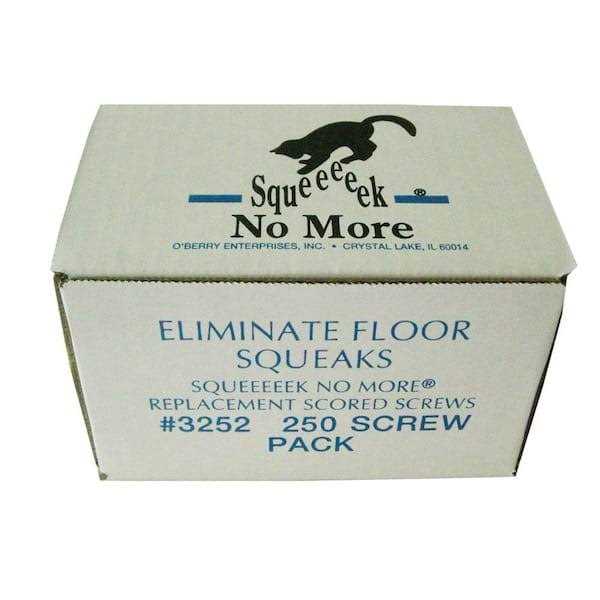 Squeeeeek ®
No More
O'BERRY ENTERPRISES, INC. • CRYSTAL LAKE, IL 60014
ELIMINATE FLOOR
SQUEAKS
SQUEEEEEK NO MORE®
REPLACEMENT SCORED SCREWS
#3252 250 SCREW
PACK